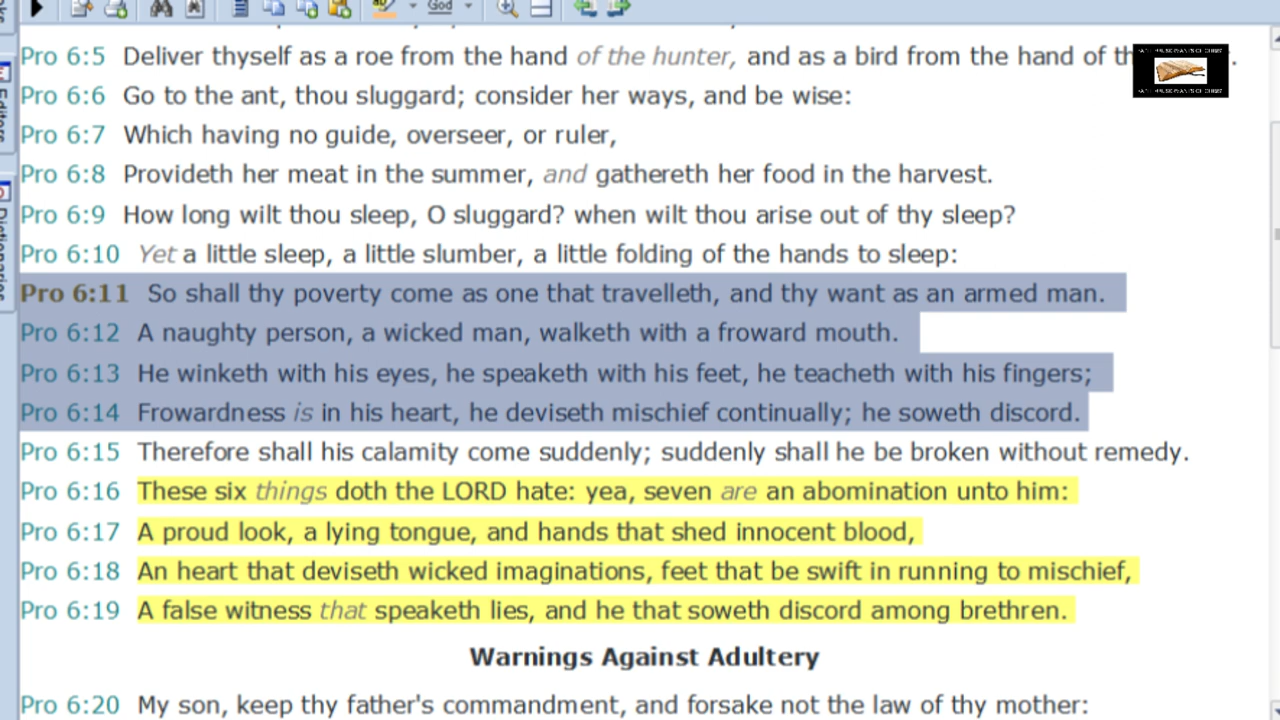 God
Pro 6:5 Deliver thyself as a roe from the hand of the hunter, and as a bird from the hand of th
Pro 6:6 Go to the ant, thou sluggard; consider her ways, and be wise:
Pro 6:7 Which having no guide, overseer, or ruler,
Pro 6:8 Provideth her meat in the summer, and gathereth her food in the harvest.
Pro 6:9 How long wilt thou sleep, O sluggard? when wilt thou arise out of thy sleep?
Pro 6:10 Yet a little sleep, a little slumber, a little folding of the hands to sleep:
Pro 6:11 So shall thy poverty come as one that travelleth, and thy want as an armed man.
Pro 6:12 A naughty person, a wicked man, walketh with a froward mouth.
Pro 6:13 He winketh with his eyes, he speaketh with his feet, he teacheth with his fingers;
Pro 6:14 Frowardness is in his heart, he deviseth mischief continually; he soweth discord.
Pro 6:15 Therefore shall his calamity come suddenly; suddenly shall he be broken without remedy.
Pro 6:16 These six things doth the LORD hate: yea, seven are an abomination unto him:
Pro 6:17 A proud look, a lying tongue, and hands that shed innocent blood,
Pro 6:18 An heart that deviseth wicked imaginations, feet that be swift in running to mischief,
Pro 6:19 A false witness that speaketh lies, and he that soweth discord among brethren.
Warnings Against Adultery
Pro 6:20 My son, keep thy father's commandment, and forsake not the law of thy mother:
Editors
Dictionaries